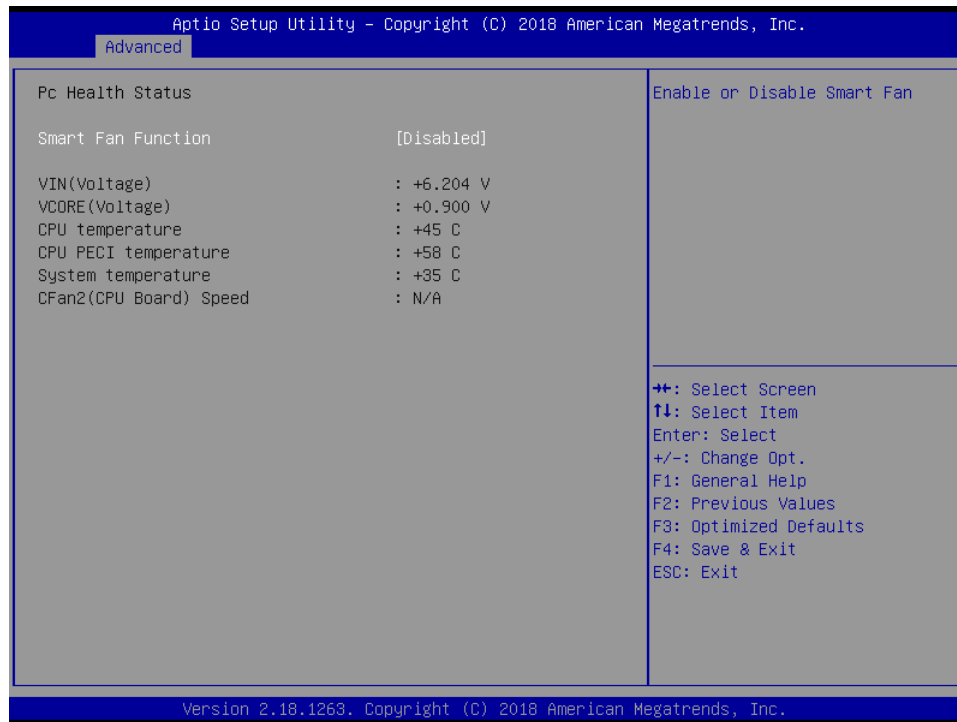 Aptio Setup Utility – Copyright (C) 2018 American Megatrends, Inc.
Advanced
Pc Health Status
Smart Fan Function [Disabled]
VIN(Voltage) : +6.204 V
VCORE(Voltage) : +0.900 V
CPU temperature : +45 C
CPU PECI temperature : +58 C
System temperature : +35 C
CFan2(CPU Board) Speed : N/A
Enable or Disable Smart Fan
→←: Select Screen
↑↓: Select Item
Enter: Select
+/-: Change Opt.
F1: General Help
F2: Previous Values
F3: Optimized Defaults
F4: Save & Exit
ESC: Exit
Version 2.18.1263. Copyright (C) 2018 American Megatrends, Inc.